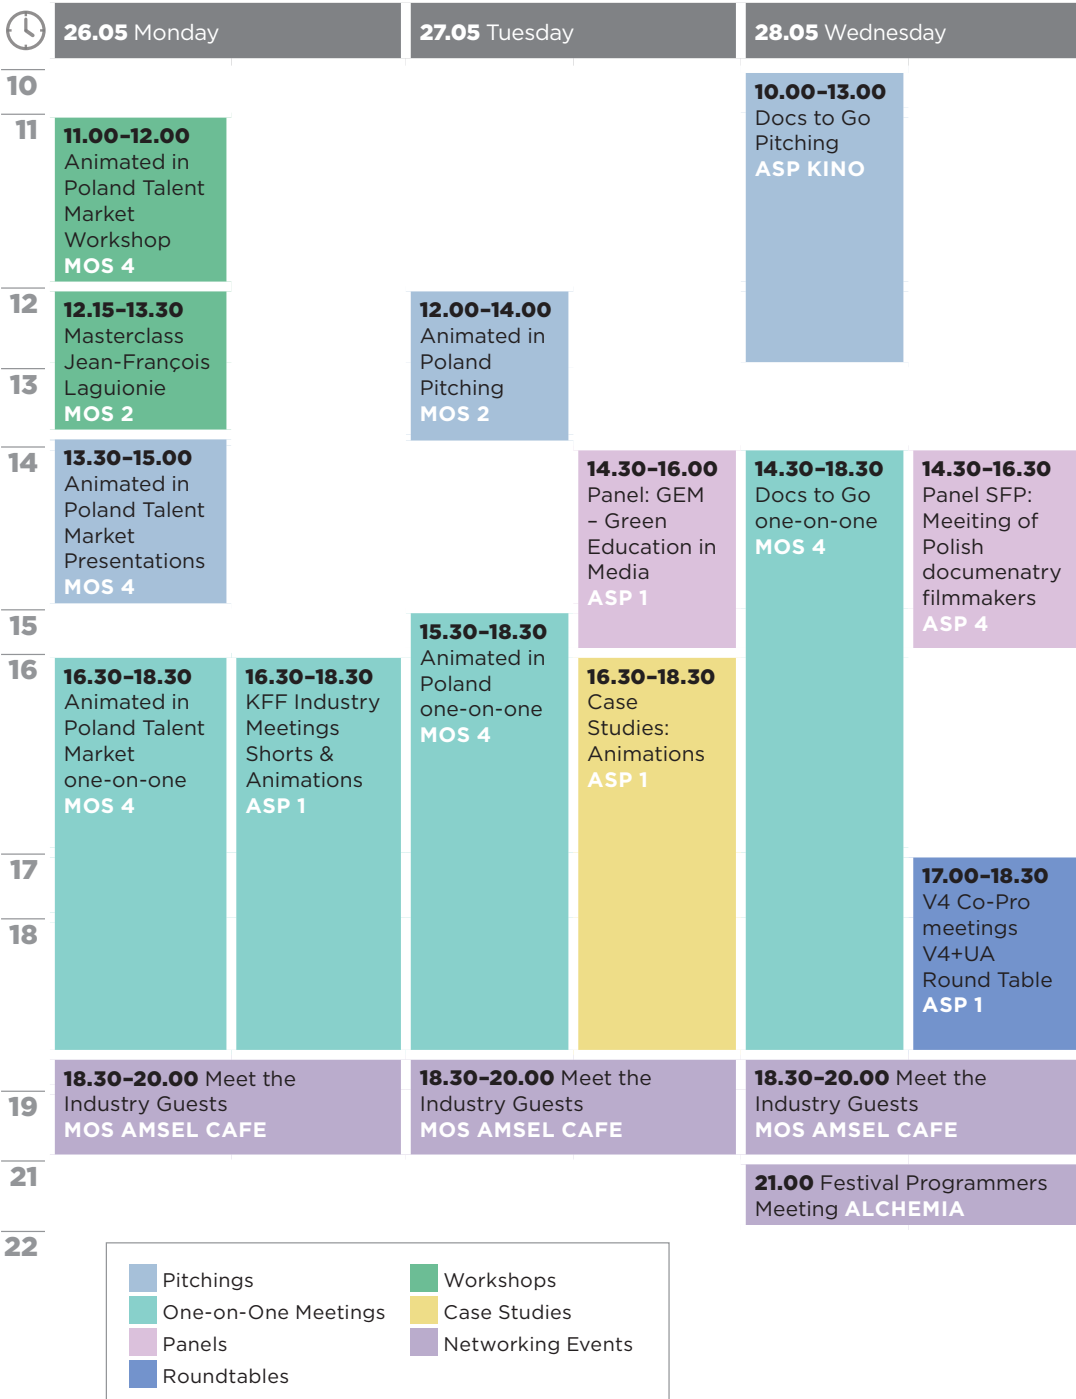 26.05 Monday
27.05 Tuesday
28.05 Wednesday
10
11
12
13
14
15
16
17
18
19
21
22
11.00–12.00
Animated in
Poland Talent
Market
Workshop
MOS 4
12.15–13.30
Masterclass
Jean-François
Laguionie
MOS 2
13.30–15.00
Animated in
Poland Talent
Market
Presentations
MOS 4
16.30–18.30
Animated in
Poland Talent
Market
one-on-one
MOS 4
16.30–18.30
KFF Industry
Meetings
Shorts &
Animations
ASP 1
18.30–20.00 Meet the
Industry Guests
MOS AMSEL CAFE
12.00–14.00
Animated in
Poland
Pitching
MOS 2
14.30–16.00
Panel: GEM
– Green
Education in
Media
ASP 1
15.30–18.30
Animated in
Poland
one-on-one
MOS 4
16.30–18.30
Case
Studies:
Animations
ASP 1
18.30–20.00 Meet the
Industry Guests
MOS AMSEL CAFE
10.00–13.00
Docs to Go
Pitching
ASP KINO
14.30–18.30
Docs to Go
one-on-one
MOS 4
14.30–16.30
Panel SFP:
Meeiting of
Polish
documenatry
filmmakers
ASP 4
17.00–18.30
V4 Co-Pro
meetings
V4+UA
Round Table
ASP 1
18.30–20.00 Meet the
Industry Guests
MOS AMSEL CAFE
21.00 Festival Programmers
Meeting ALCHEMIA
Pitchings
One-on-One Meetings
Panels
Roundtables
Workshops
Case Studies
Networking Events